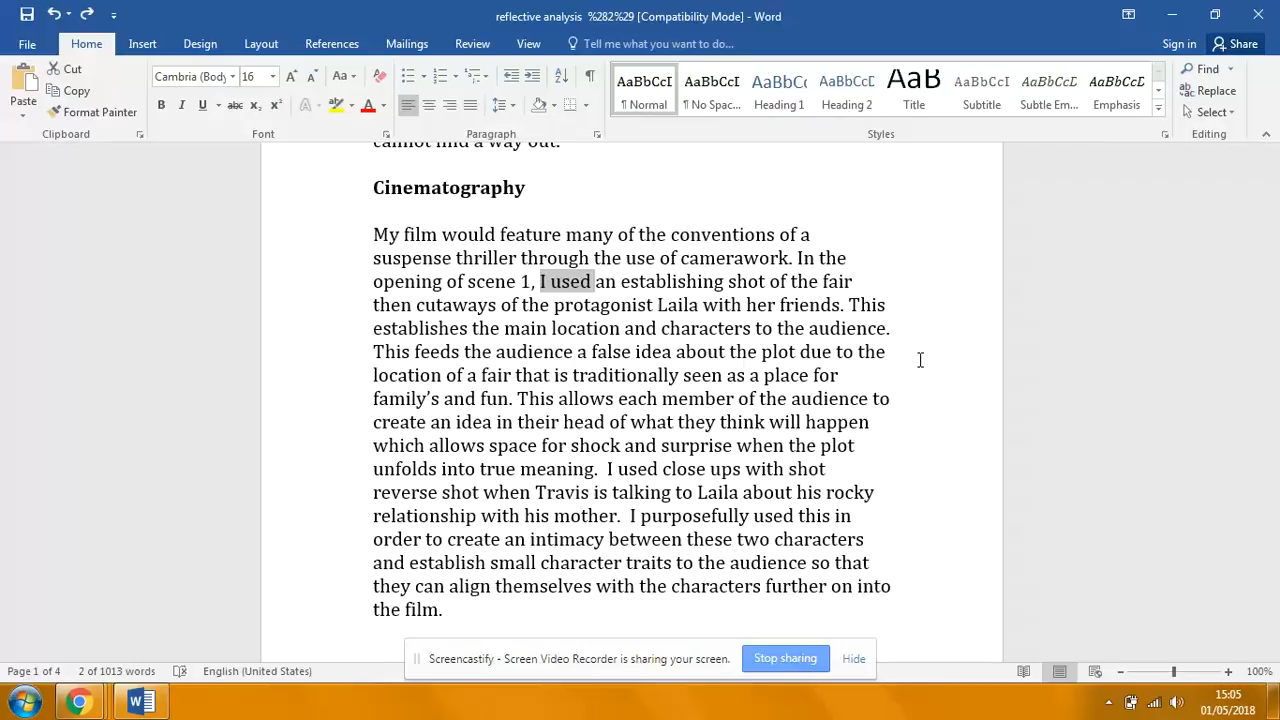 reflective analysis  %282%29 [Compatibility Mode] - Word
File Home Insert Design Layout References Mailings Review View Tell me what you want to do... Sign in Share
Paste Cut Copy Format Painter Clipboard
Cambria (Body 16 Font
Paragraph
AaBbCcI ¶ Normal
AaBbCcI ¶ No Spac...
AaBbCc Heading 1
AaBbCcI Heading 2
AaB Title
AaBbCcI Subtitle
AaBbCcI Subtle Em...
AaBbCcI Emphasis
Styles
Find Replace Select Editing
cannot find a way out.
Cinematography
My film would feature many of the conventions of a
suspense thriller through the use of camerawork. In the
opening of scene 1, I used an establishing shot of the fair
then cutaways of the protagonist Laila with her friends. This
establishes the main location and characters to the audience.
This feeds the audience a false idea about the plot due to the
location of a fair that is traditionally seen as a place for
family’s and fun. This allows each member of the audience to
create an idea in their head of what they think will happen
which allows space for shock and surprise when the plot
unfolds into true meaning.  I used close ups with shot
reverse shot when Travis is talking to Laila about his rocky
relationship with his mother.  I purposefully used this in
order to create an intimacy between these two characters
and establish small character traits to the audience so that
they can align themselves with the characters further on into
the film.
Screencastify - Screen Video Recorder is sharing your screen. Stop sharing Hide
Page 1 of 4 2 of 1013 words English (United States) 100%
15:05
01/05/2018